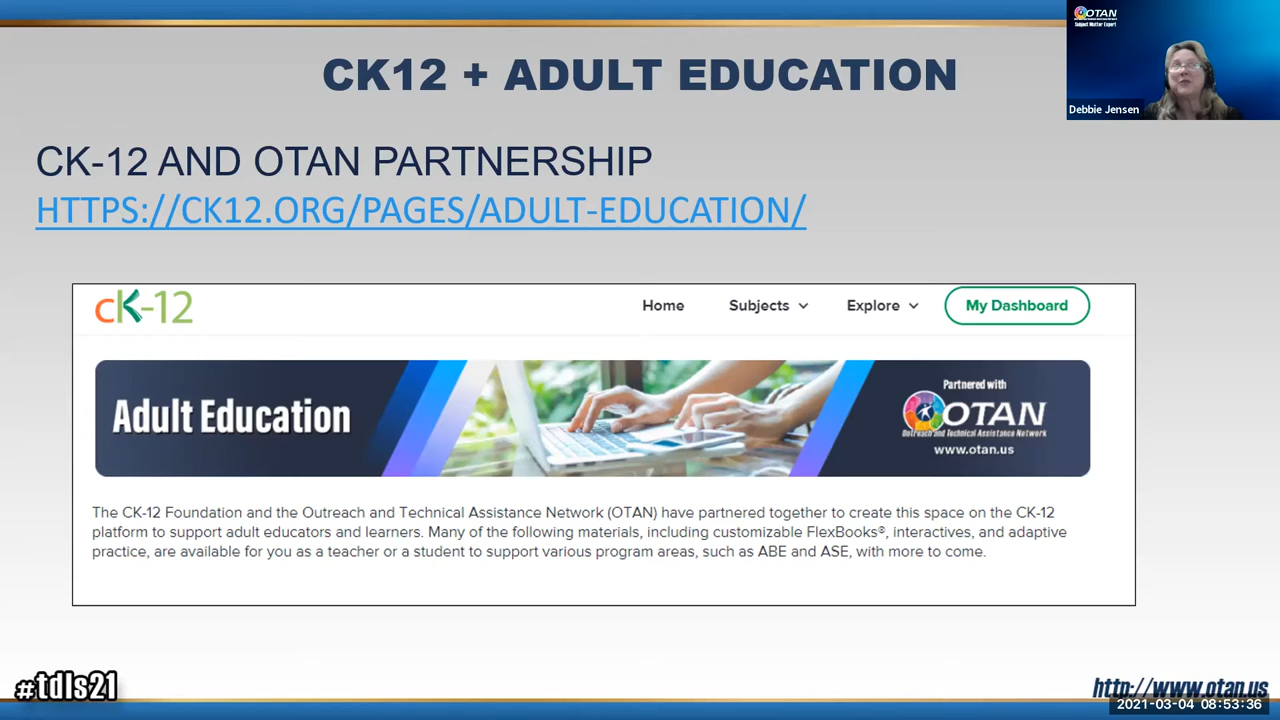 CK12 + ADULT EDUCATION
OTAN
Subject Matter Expert
Debbie Jensen
CK-12 AND OTAN PARTNERSHIP
HTTPS://CK12.ORG/PAGES/ADULT-EDUCATION/
cK-12
Home
Subjects
Explore
My Dashboard
Adult Education
Partnered with
OTAN
Outreach and Technical Assistance Network
www.otan.us
The CK-12 Foundation and the Outreach and Technical Assistance Network (OTAN) have partnered together to create this space on the CK-12
platform to support adult educators and learners. Many of the following materials, including customizable FlexBooks®, interactives, and adaptive
practice, are available for you as a teacher or a student to support various program areas, such as ABE and ASE, with more to come.
#tdls21
http://www.otan.us
2021-03-04 08:53:36